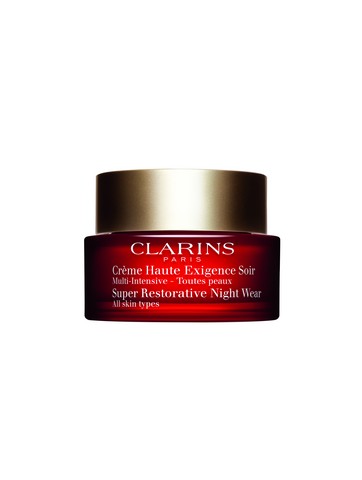 CLARINS
PARIS
Crème Haute Exigence Soir
Multi-Intensive - Toutes peaux
Super Restorative Night Wear
All skin types